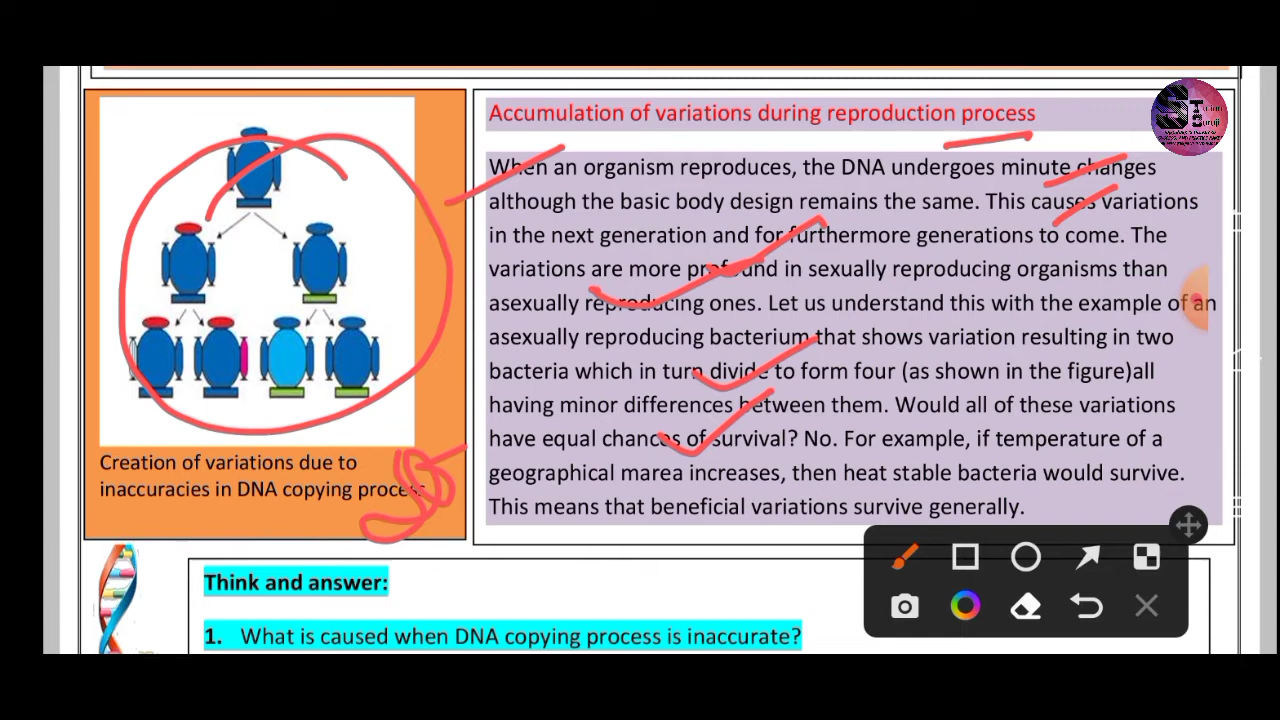 Accumulation of variations during reproduction process
When an organism reproduces, the DNA undergoes minute changes
although the basic body design remains the same. This causes variations
in the next generation and for furthermore generations to come. The
variations are more profound in sexually reproducing organisms than
asexually reproducing ones. Let us understand this with the example of an
asexually reproducing bacterium that shows variation resulting in two
bacteria which in turn divide to form four (as shown in the figure)all
having minor differences between them. Would all of these variations
have equal chances of survival? No. For example, if temperature of a
geographical marea increases, then heat stable bacteria would survive.
This means that beneficial variations survive generally.
Creation of variations due to
inaccuracies in DNA copying process
Think and answer:
1. What is caused when DNA copying process is inaccurate?